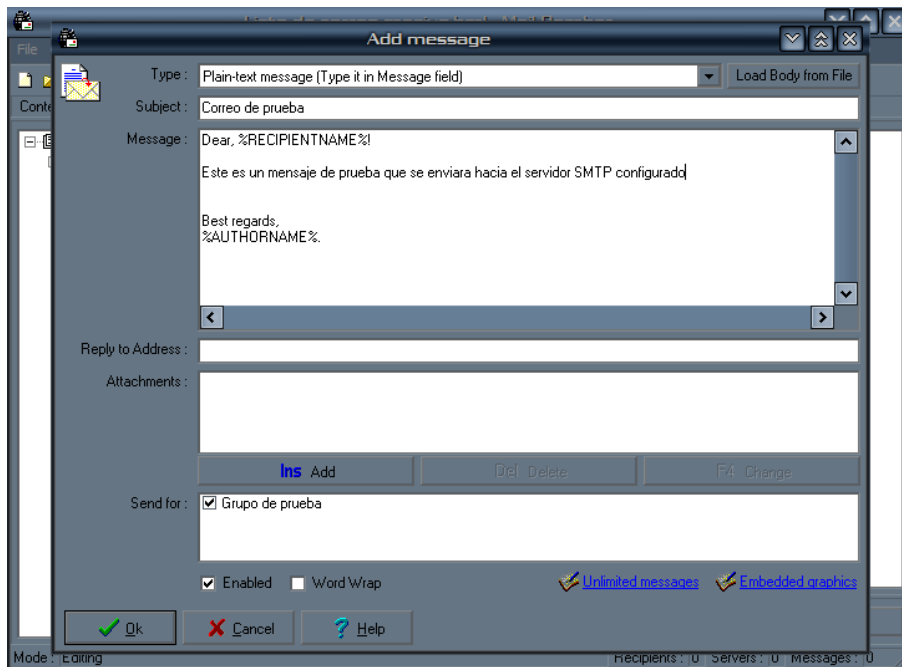 Add message
File
Type :
Plain-text message (Type it in Message field)
Load Body from File
Subject :
Correo de prueba
Conte
Message :
Dear, %RECIPIENTNAME%!
Este es un mensaje de prueba que se enviara hacia el servidor SMTP configurado
Best regards,
%AUTHORNAME%.
Reply to Address :
Attachments :
Ins Add
Del Delete
F4 Change
Send for :
Grupo de prueba
Enabled
Word Wrap
Unlimited messages
Embedded graphics
Ok
Cancel
Help
Mode : Editing
Recipients : 0 Servers : 0 Messages : 0